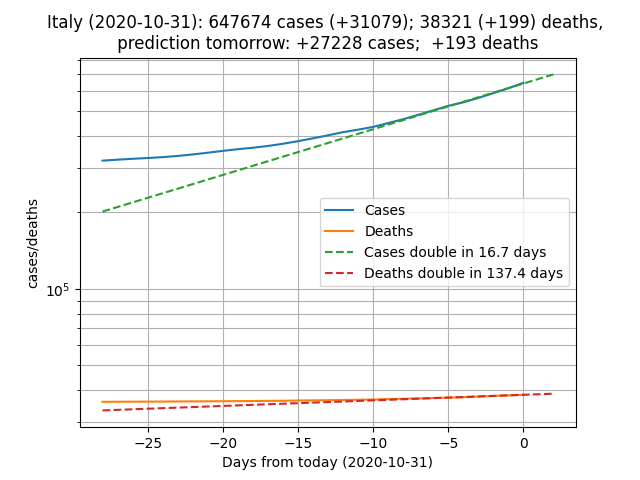 Italy (2020-10-31): 647674 cases (+31079); 38321 (+199) deaths,
prediction tomorrow: +27228 cases;  +193 deaths
cases/deaths
10^5
Cases
Deaths
Cases double in 16.7 days
Deaths double in 137.4 days
−25 −20 −15 −10 −5 0
Days from today (2020-10-31)